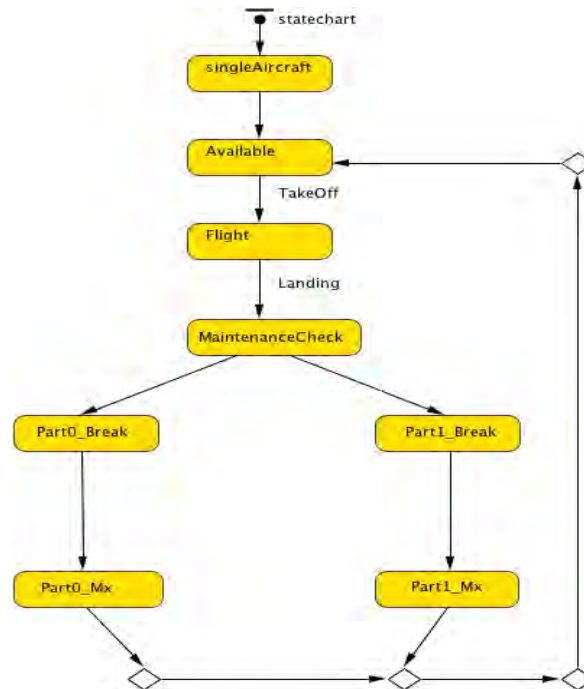 statechart
singleAircraft
Available
TakeOff
Flight
Landing
MaintenanceCheck
Part0_Break
Part1_Break
Part0_Mx
Part1_Mx